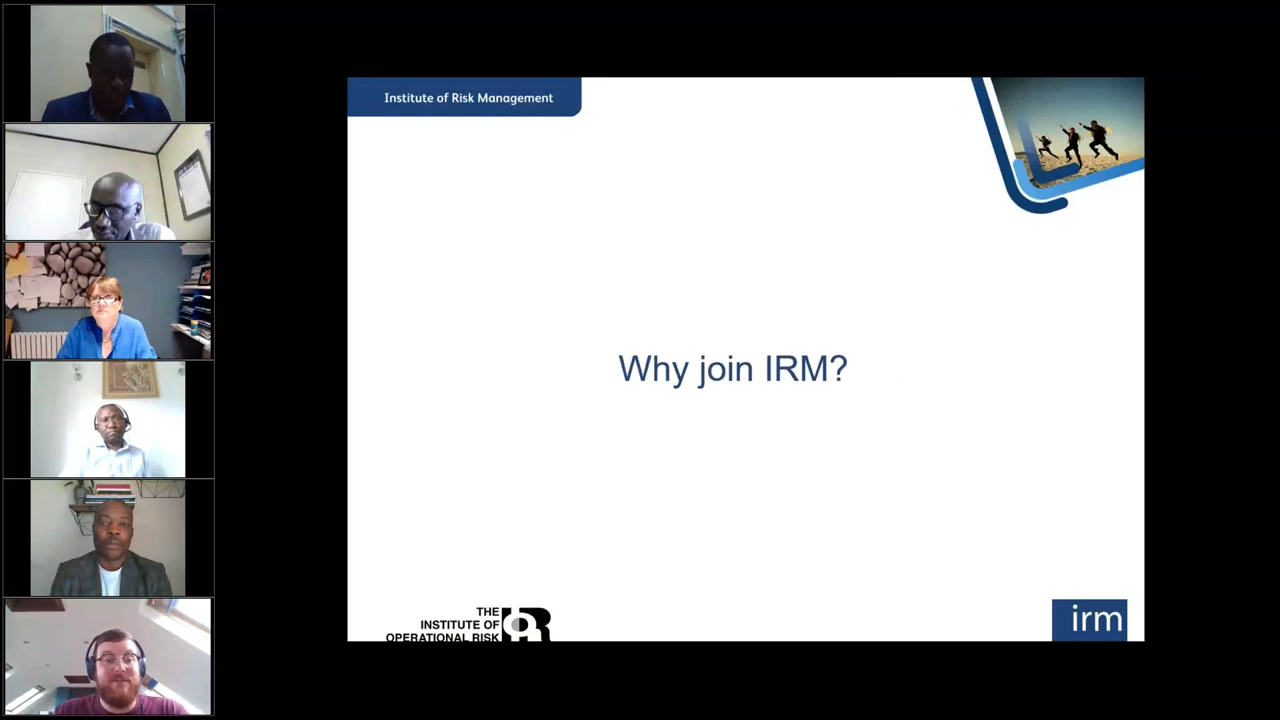 Institute of Risk Management
Why join IRM?
THE
INSTITUTE OF
OPERATIONAL RISK
irm